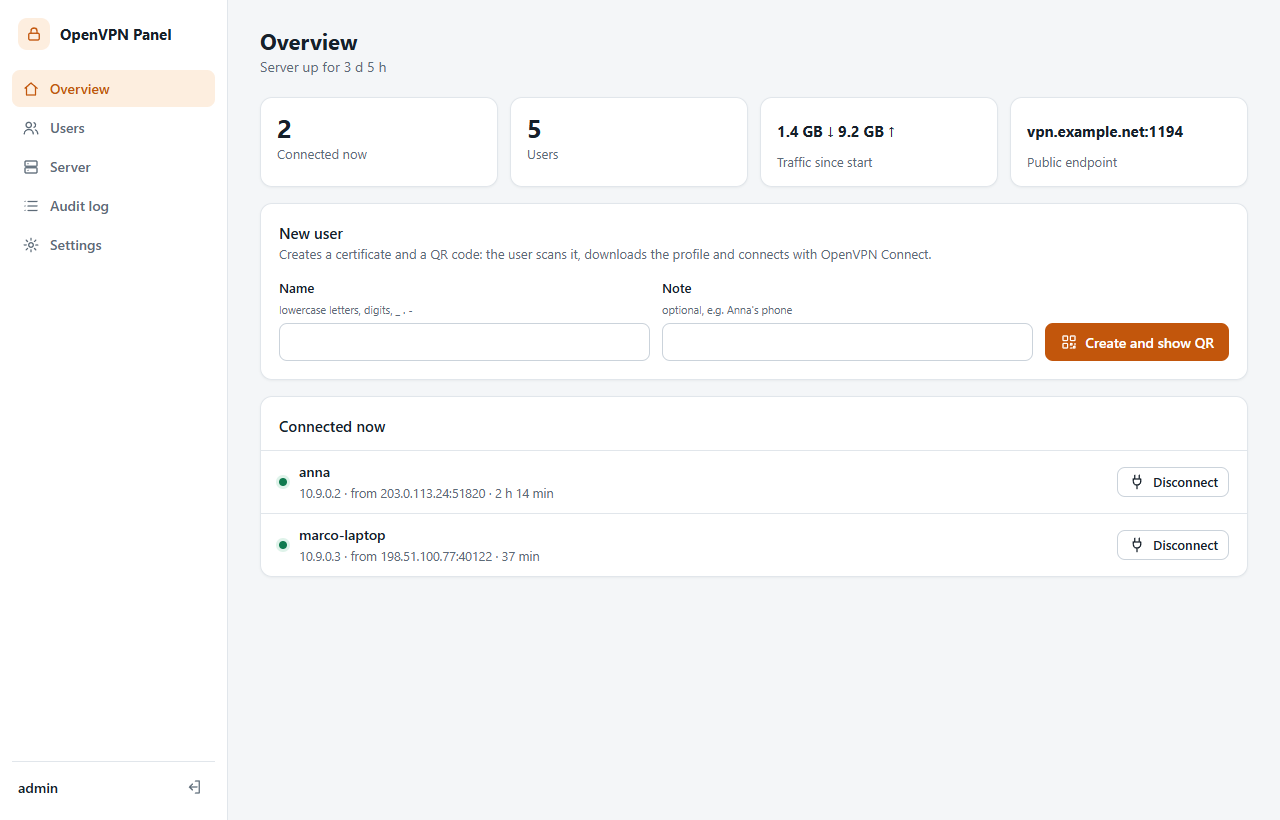 OpenVPN Panel
Overview
Users
Server
Audit log
Settings
admin
Overview
Server up for 3 d 5 h
2
Connected now
5
Users
1.4 GB ↓ 9.2 GB ↑
Traffic since start
vpn.example.net:1194
Public endpoint
New user
Creates a certificate and a QR code: the user scans it, downloads the profile and connects with OpenVPN Connect.
Name
lowercase letters, digits, _ . -
Note
optional, e.g. Anna's phone
Create and show QR
Connected now
anna
10.9.0.2 · from 203.0.113.24:51820 · 2 h 14 min
Disconnect
marco-laptop
10.9.0.3 · from 198.51.100.77:40122 · 37 min
Disconnect